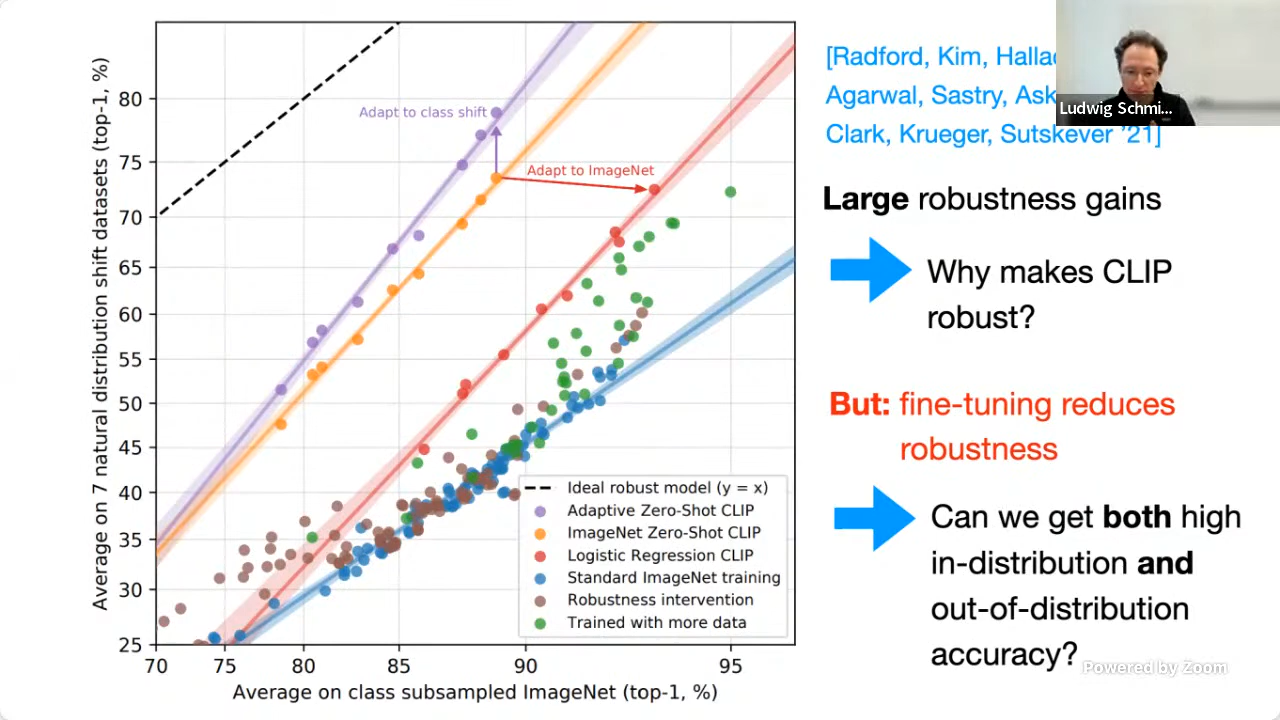 Average on 7 natural distribution shift datasets (top-1, %)
80
75
70
65
60
55
50
45
40
35
30
25
70
75
80
85
90
95
Average on class subsampled ImageNet (top-1, %)
Adapt to class shift
Adapt to ImageNet
Ideal robust model (y = x)
Adaptive Zero-Shot CLIP
ImageNet Zero-Shot CLIP
Logistic Regression CLIP
Standard ImageNet training
Robustness intervention
Trained with more data
[Radford, Kim,
Agarwal, Sastry,
Clark, Krueger, Sutskever ’21]
Ludwig Schmi...
Large robustness gains
Why makes CLIP
robust?
But: fine-tuning reduces
robustness
Can we get both high
in-distribution and
out-of-distribution
accuracy?
Powered by Zoom